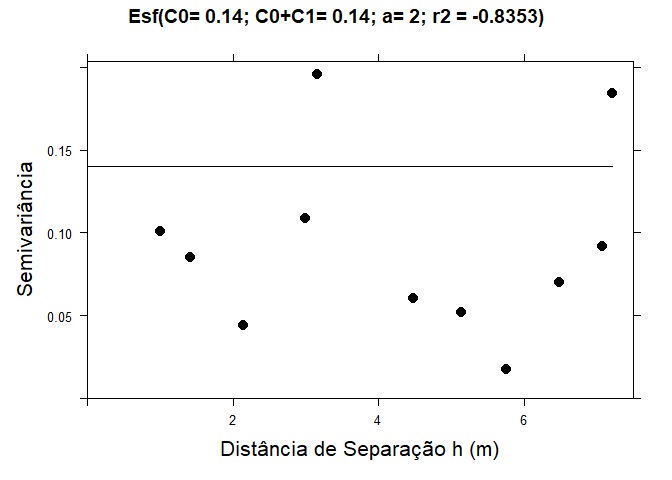 Esf(C0= 0.14; C0+C1= 0.14; a= 2; r2 = -0.8353)
Semivariância
0.15
0.10
0.05
2 4 6
Distância de Separação h (m)